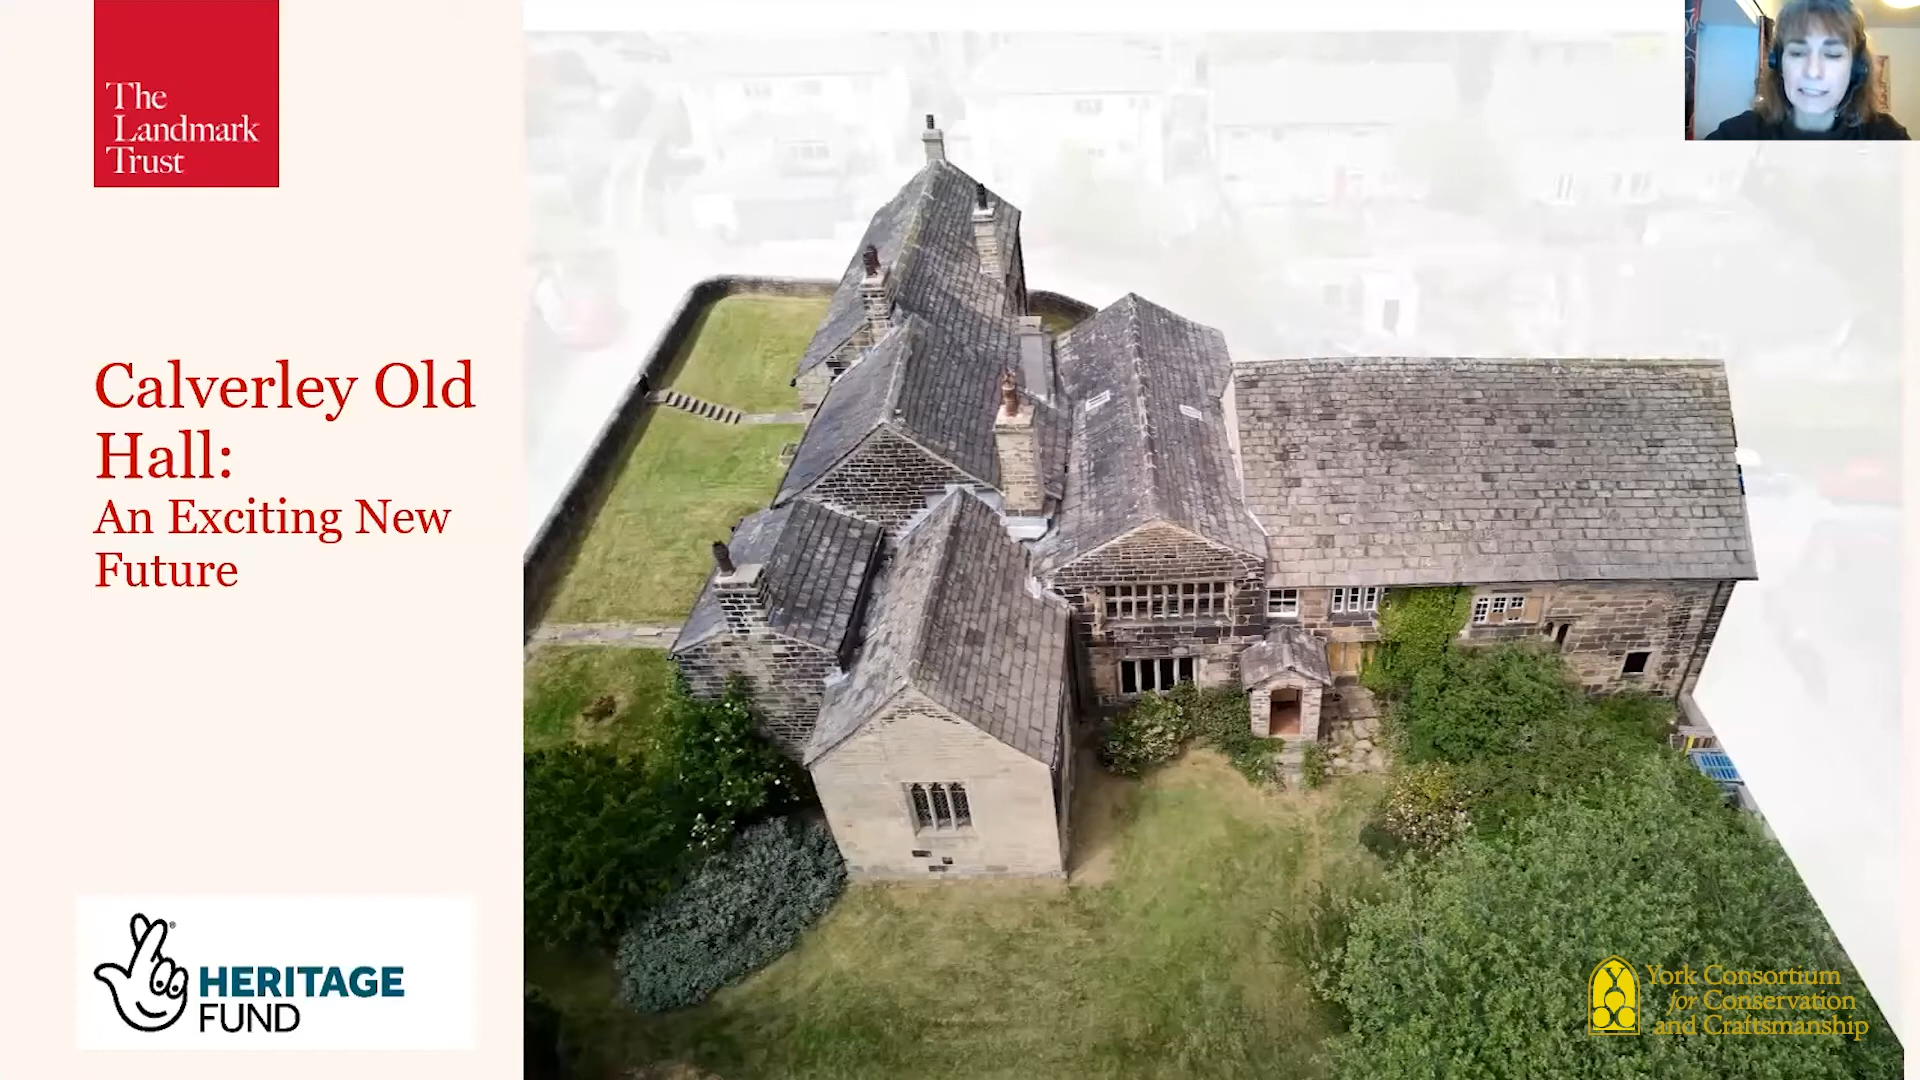 The
Landmark
Trust
Calverley Old
Hall:
An Exciting New
Future
HERITAGE
FUND
York Consortium
for Conservation
and Craftsmanship